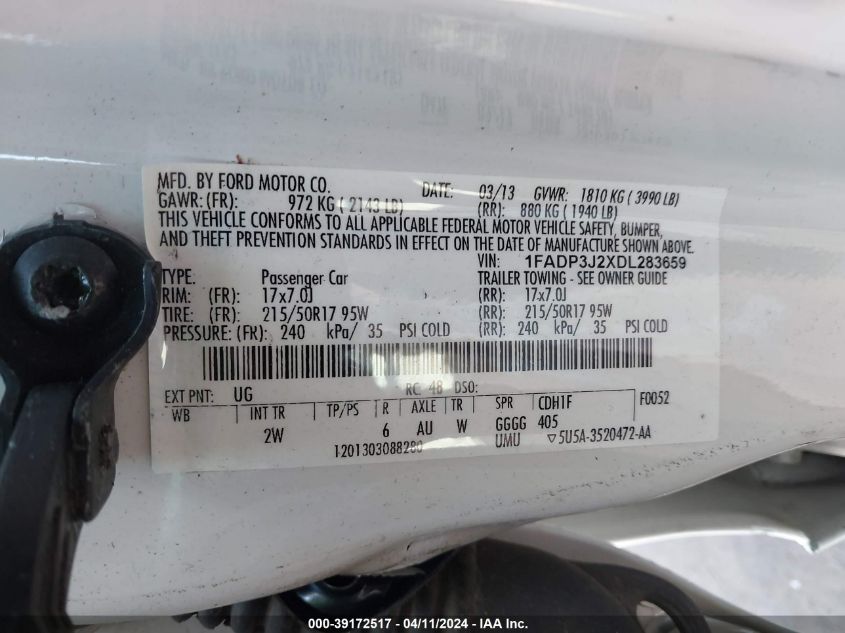 MFD. BY FORD MOTOR CO. DATE: 03/13 GVWR: 1810 KG ( 3990 LB)
GAWR: (FR): 972 KG ( 2143 LB) (RR): 880 KG ( 1940 LB)
THIS VEHICLE CONFORMS TO ALL APPLICABLE FEDERAL MOTOR VEHICLE SAFETY, BUMPER,
AND THEFT PREVENTION STANDARDS IN EFFECT ON THE DATE OF MANUFACTURE SHOWN ABOVE.
VIN: 1FADP3J2XDL283659
TYPE: Passenger Car TRAILER TOWING - SEE OWNER GUIDE
RIM: (FR): 17x7.0J (RR): 17x7.0J
TIRE: (FR): 215/50R17 95W (RR): 215/50R17 95W
PRESSURE: (FR): 240 kPa/ 35 PSI COLD (RR): 240 kPa/ 35 PSI COLD
EXT PNT: UG RC: 48 DSO: F0052
WB INT TR TP/PS R AXLE TR SPR CDH1F
2W 6 AU W GGGG 405
UMU ▽5U5A-3520472-AA
1201303088280
000-39172517 - 04/11/2024 - IAA Inc.